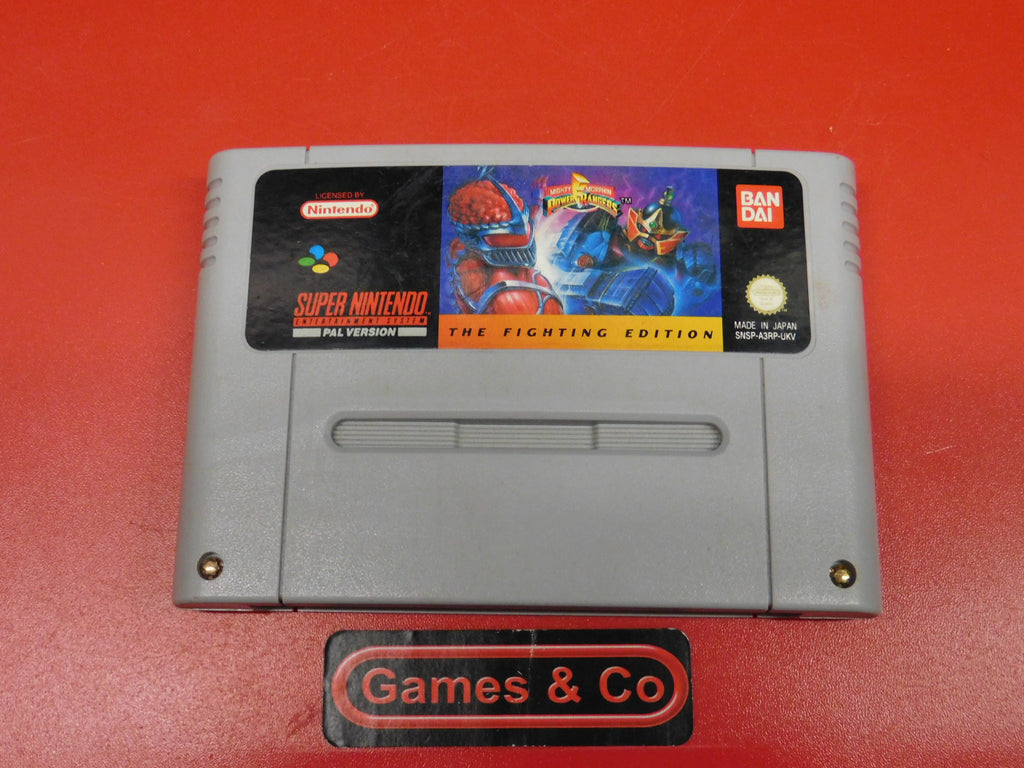 LICENSED BY
Nintendo
SUPER NINTENDO
ENTERTAINMENT SYSTEM
PAL VERSION
MIGHTY MORPHIN
POWER RANGERS™
THE FIGHTING EDITION
BAN
DAI
MADE IN JAPAN
SNSP-A3RP-UKV
Games & Co